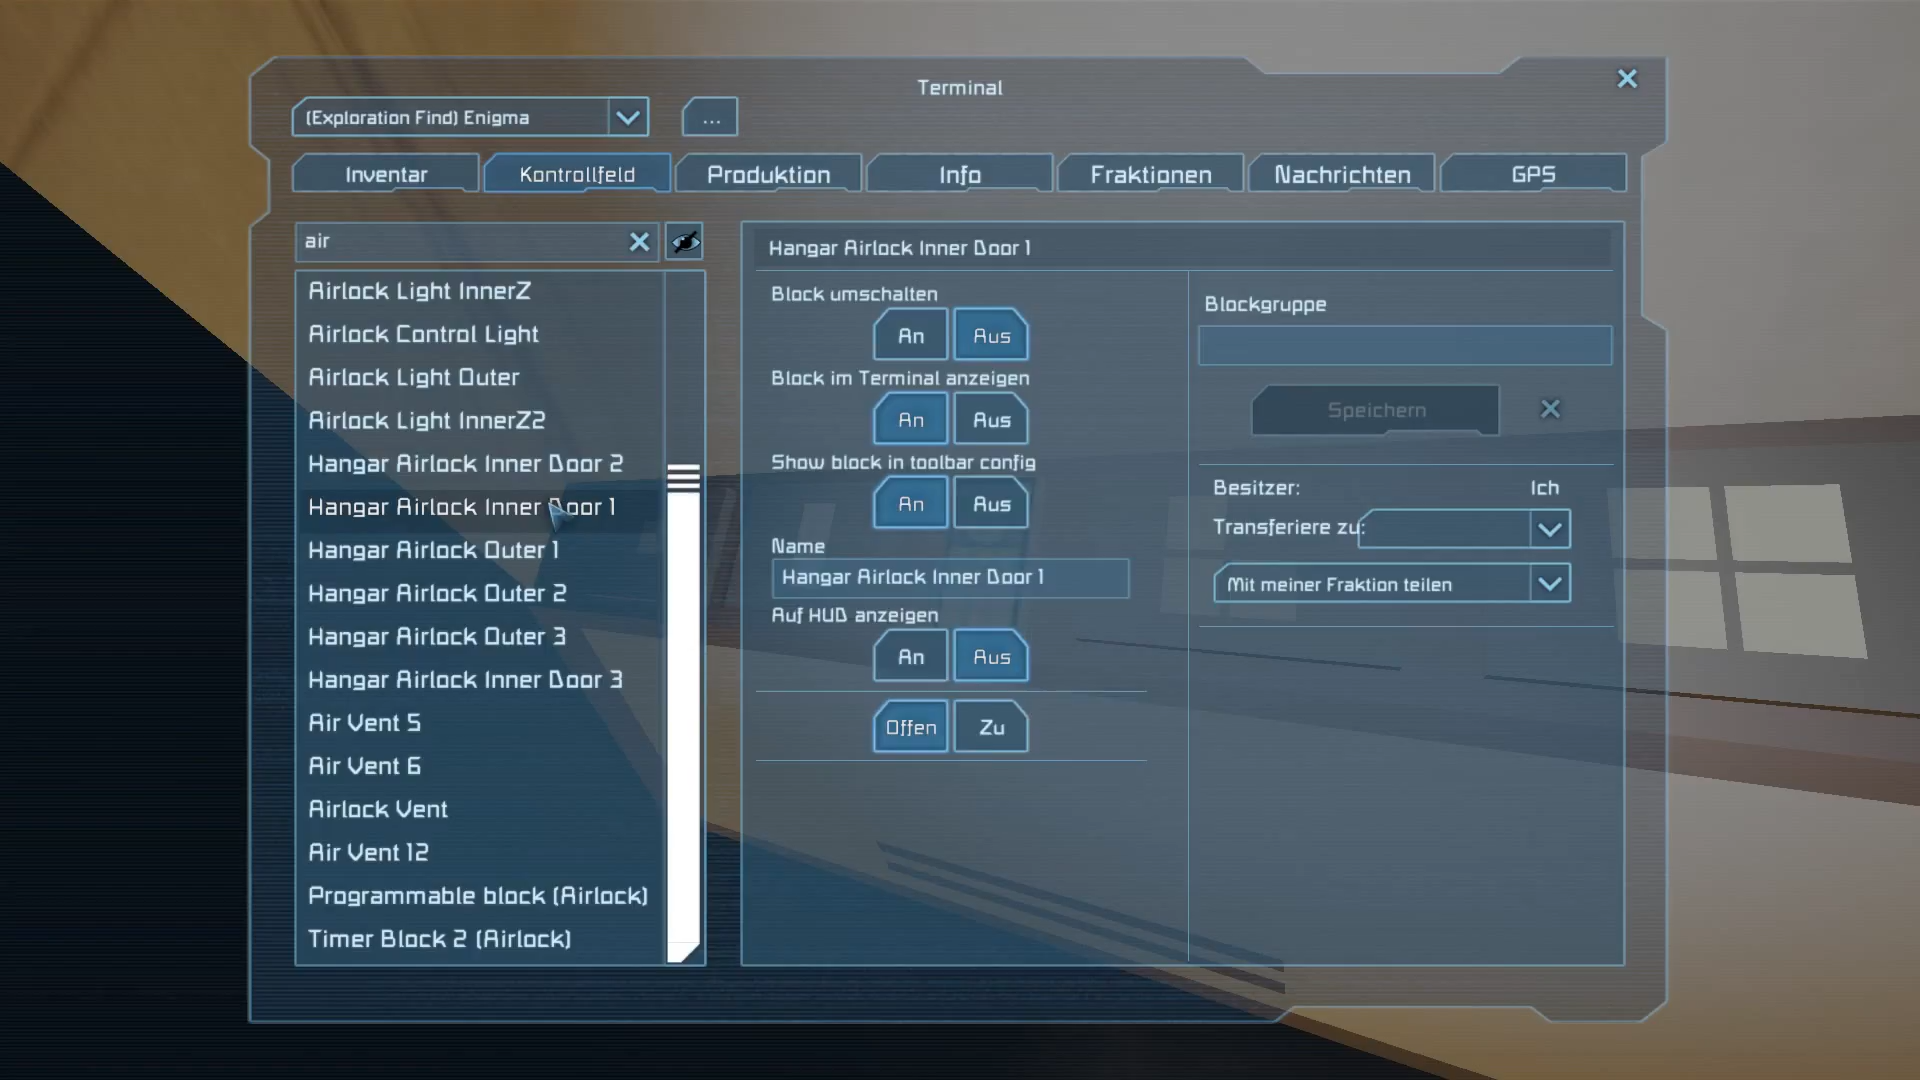 Terminal
(Exploration Find) Enigma
...
Inventar
Kontrollfeld
Produktion
Info
Fraktionen
Nachrichten
GPS
air
Airlock Light InnerZ
Airlock Control Light
Airlock Light Outer
Airlock Light InnerZ2
Hangar Airlock Inner Door 2
Hangar Airlock Inner Door 1
Hangar Airlock Outer 1
Hangar Airlock Outer 2
Hangar Airlock Outer 3
Hangar Airlock Inner Door 3
Air Vent 5
Air Vent 6
Airlock Vent
Air Vent 12
Programmable block (Airlock)
Timer Block 2 (Airlock)
Hangar Airlock Inner Door 1
Block umschalten
An Aus
Block im Terminal anzeigen
An Aus
Show block in toolbar config
An Aus
Name
Hangar Airlock Inner Door 1
Auf HUD anzeigen
An Aus
Offen Zu
Blockgruppe
Speichern
Besitzer: Ich
Transferiere zu:
Mit meiner Fraktion teilen